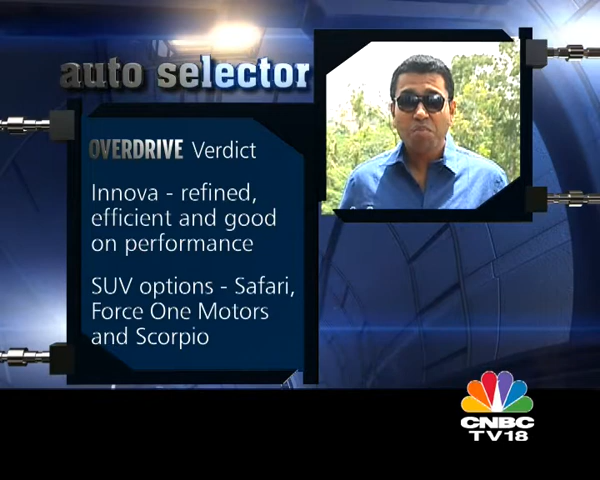 auto selector
OVERDRIVE Verdict
Innova - refined,
efficient and good
on performance
SUV options - Safari,
Force One Motors
and Scorpio
CNBC
TV18